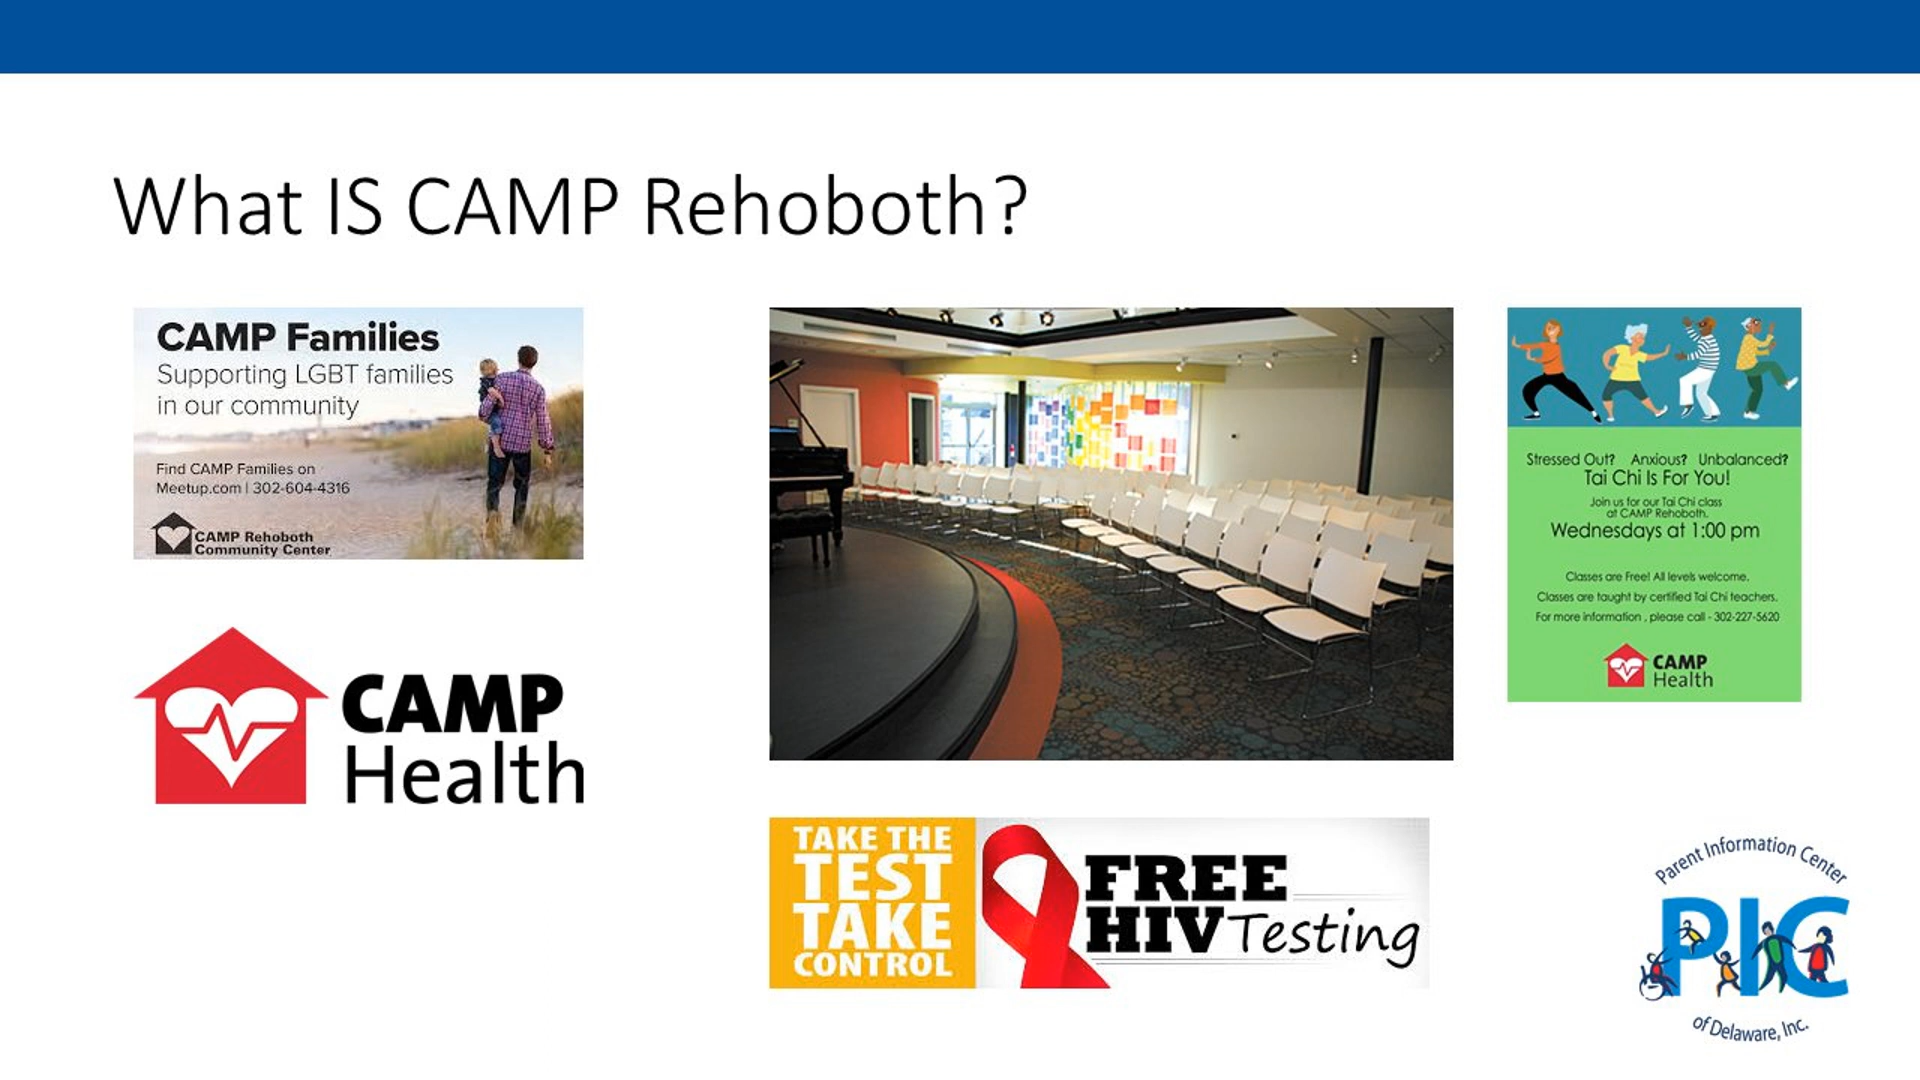 What IS CAMP Rehoboth?
CAMP Families
Supporting LGBT families
in our community
Find CAMP Families on
Meetup.com | 302-604-4316
CAMP Rehoboth
Community Center
CAMP
Health
TAKE THE
TEST
TAKE
CONTROL
FREE
HIV Testing
Stressed Out? Anxious? Unbalanced?
Tai Chi Is For You!
Join us for our Tai Chi class
at CAMP Rehoboth.
Wednesdays at 1:00 pm
Classes are Free! All levels welcome.
Classes are taught by certified Tai Chi teachers.
For more information , please call - 302-227-5620
CAMP
Health
Parent Information Center
PIC
of Delaware, Inc.